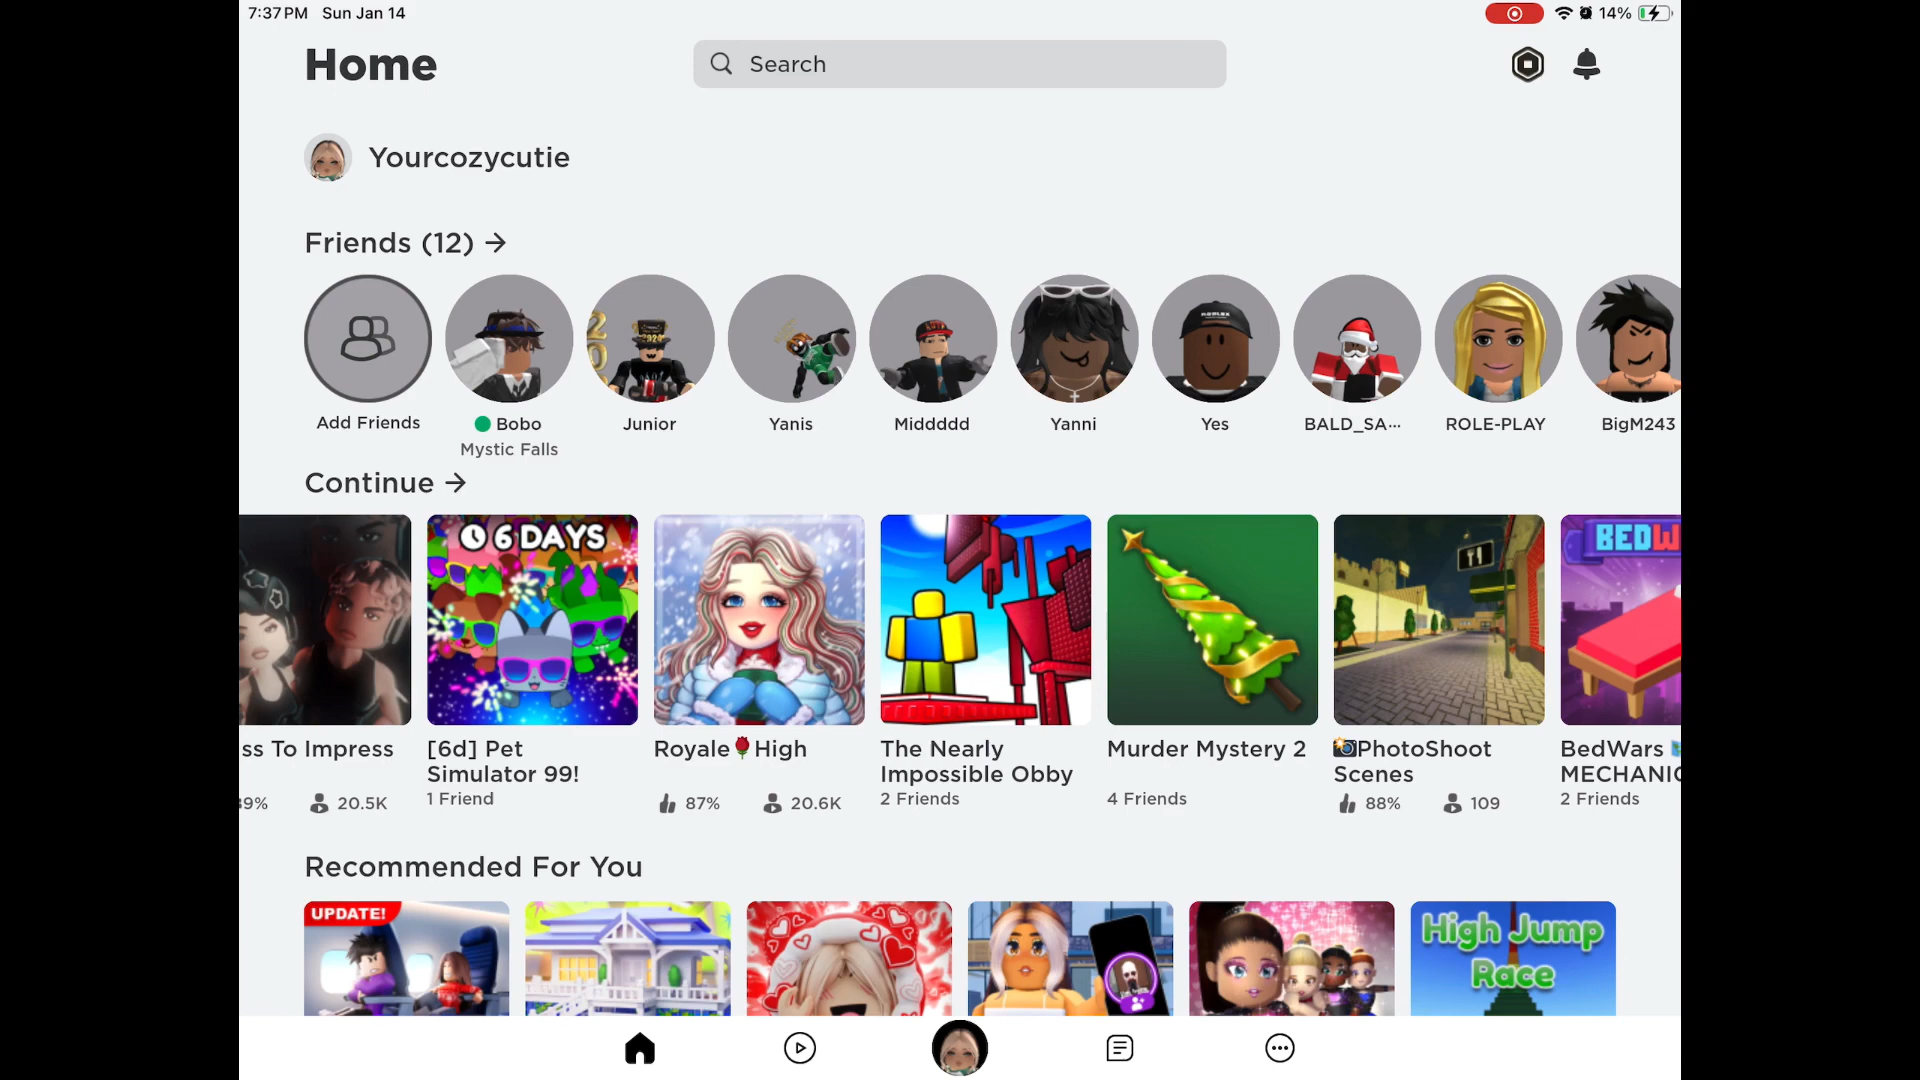 7:37 PM Sun Jan 14
14%
Home
Search
Yourcozycutie
Friends (12)
Add Friends
Bobo
Mystic Falls
Junior
Yanis
Middddd
Yanni
Yes
BALD_SA...
ROLE-PLAY
BigM243
Continue
6 DAYS
BEDW
ss To Impress
39% 20.5K
[6d] Pet
Simulator 99!
1 Friend
Royale🌹High
87% 20.6K
The Nearly
Impossible Obby
2 Friends
Murder Mystery 2
4 Friends
📸PhotoShoot
Scenes
88% 109
BedWars
MECHANIC
2 Friends
Recommended For You
UPDATE!
High Jump
Race